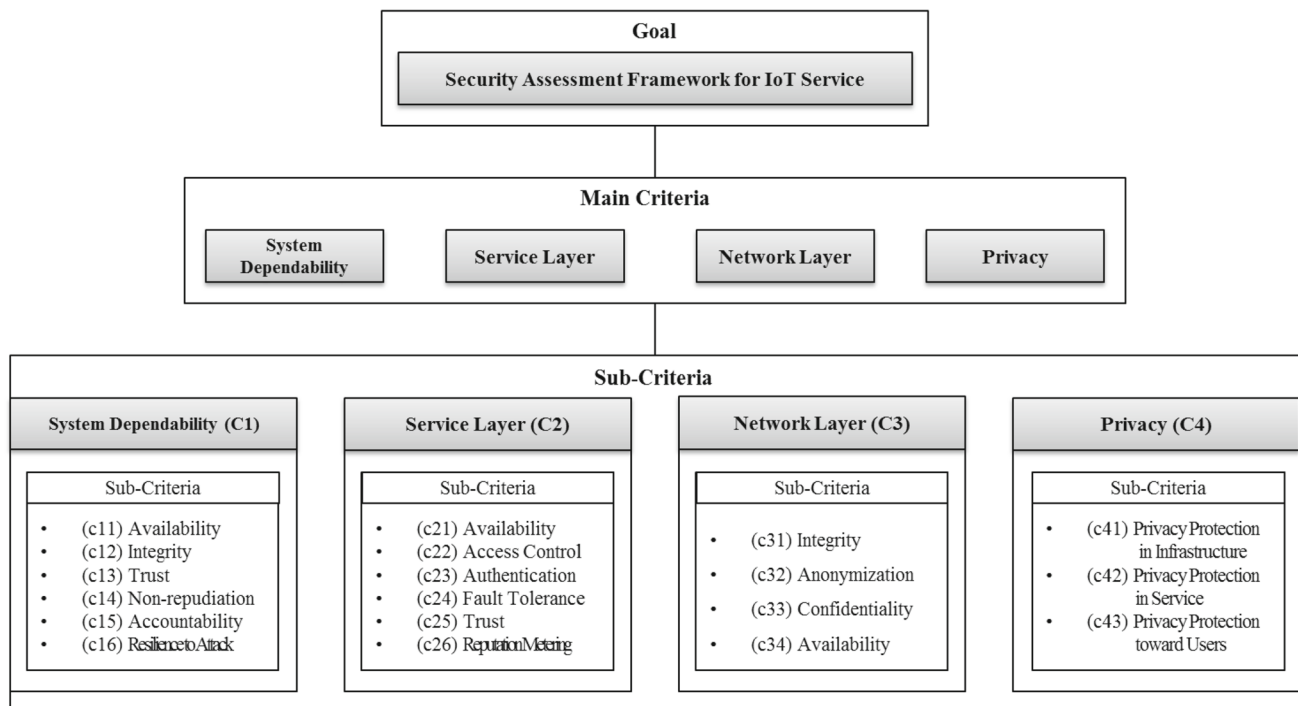 Goal
Security Assessment Framework for IoT Service
Main Criteria
System
Dependability
Service Layer
Network Layer
Privacy
Sub-Criteria
System Dependability (C1)
Sub-Criteria
• (c11) Availability
• (c12) Integrity
• (c13) Trust
• (c14) Non-repudiation
• (c15) Accountability
• (c16) Resilience to Attack
Service Layer (C2)
Sub-Criteria
• (c21) Availability
• (c22) Access Control
• (c23) Authentication
• (c24) Fault Tolerance
• (c25) Trust
• (c26) Reputation Metering
Network Layer (C3)
Sub-Criteria
• (c31) Integrity
• (c32) Anonymization
• (c33) Confidentiality
• (c34) Availability
Privacy (C4)
Sub-Criteria
• (c41) Privacy Protection
in Infrastructure
• (c42) Privacy Protection
in Service
• (c43) Privacy Protection
toward Users